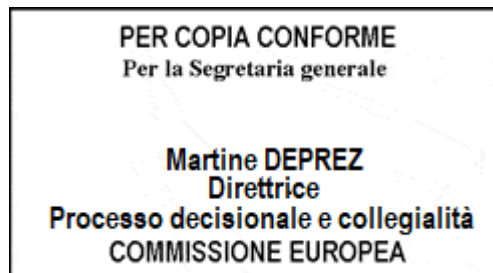 PER COPIA CONFORME
Per la Segretaria generale
Martine DEPREZ
Direttrice
Processo decisionale e collegialità
COMMISSIONE EUROPEA